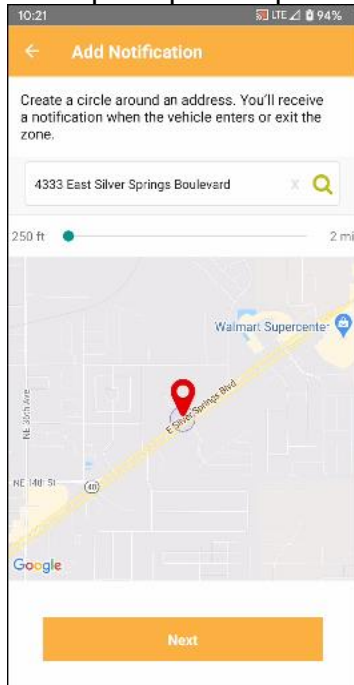 10:21 LTE 94%
Add Notification
Create a circle around an address. You'll receive
a notification when the vehicle enters or exit the
zone.
4333 East Silver Springs Boulevard X
250 ft 2 mi
Walmart Supercenter
NE 35th Ave
E Silver Springs Blvd
NE 14th St
40
Google
Next